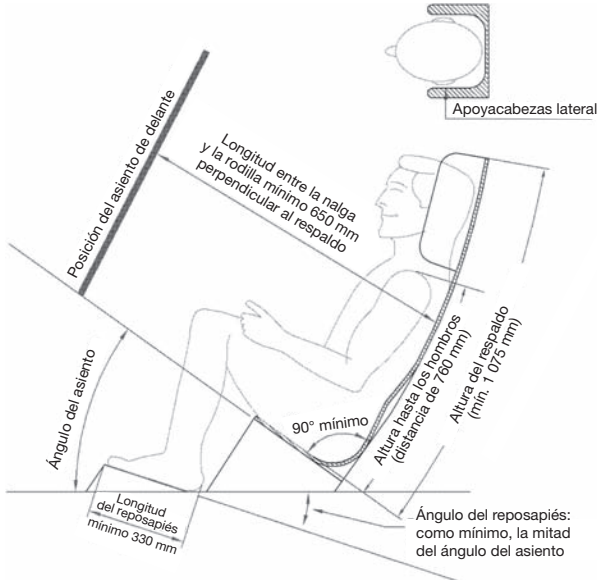 Apoyacabezas lateral
Posición del asiento de delante
Longitud entre la nalga
y la rodilla mínimo 650 mm
perpendicular al respaldo
Ángulo del asiento
90° mínimo
Altura hasta los hombros
(distancia de 760 mm)
Altura del respaldo
(mín. 1 075 mm)
Longitud
del reposapiés
mínimo 330 mm
Ángulo del reposapiés:
como mínimo, la mitad
del ángulo del asiento